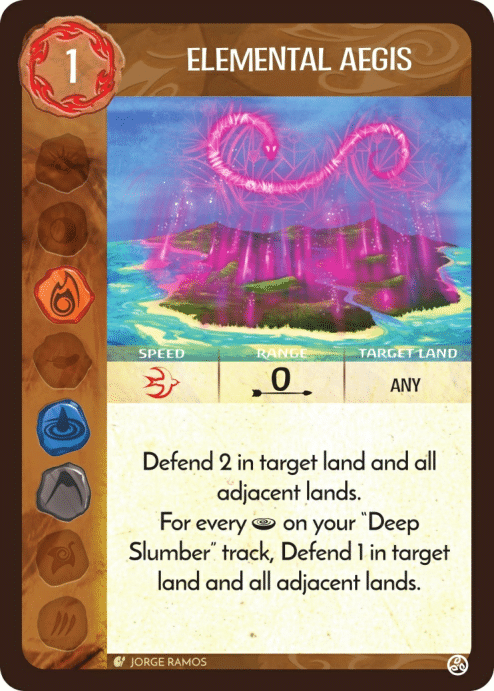 1
ELEMENTAL AEGIS
SPEED RANGE TARGET LAND
0 ANY
Defend 2 in target land and all
adjacent lands.
For every on your "Deep
Slumber" track, Defend 1 in target
land and all adjacent lands.
JORGE RAMOS